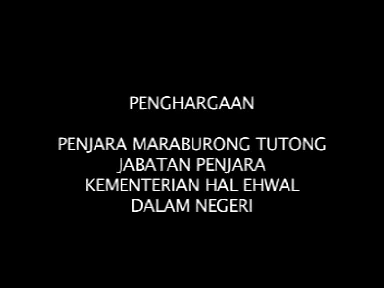 PENGHARGAAN
PENJARA MARABURONG TUTONG
JABATAN PENJARA
KEMENTERIAN HAL EHWAL
DALAM NEGERI